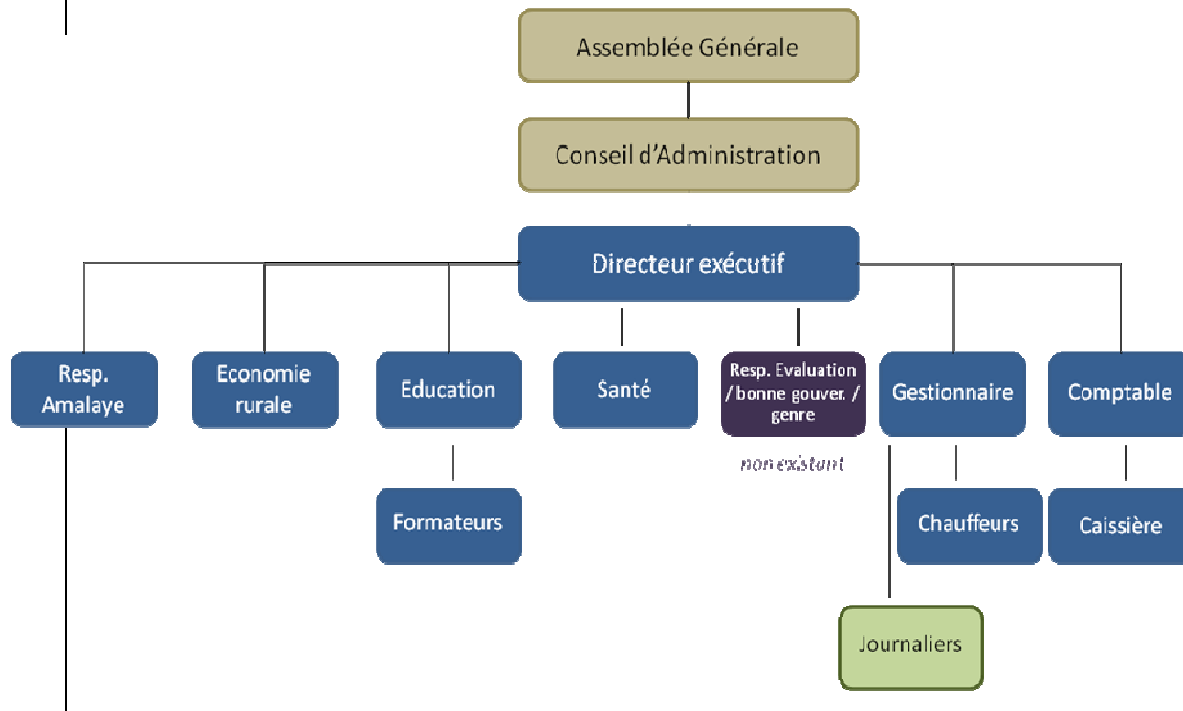 Assemblée Générale
Conseil d'Administration
Directeur exécutif
Resp.
Amalaye
Economie
rurale
Education
Santé
Resp. Evaluation
/bonne gouver. /
genre
Gestionnaire
Comptable
non existant
Formateurs
Chauffeurs
Caissière
Journaliers